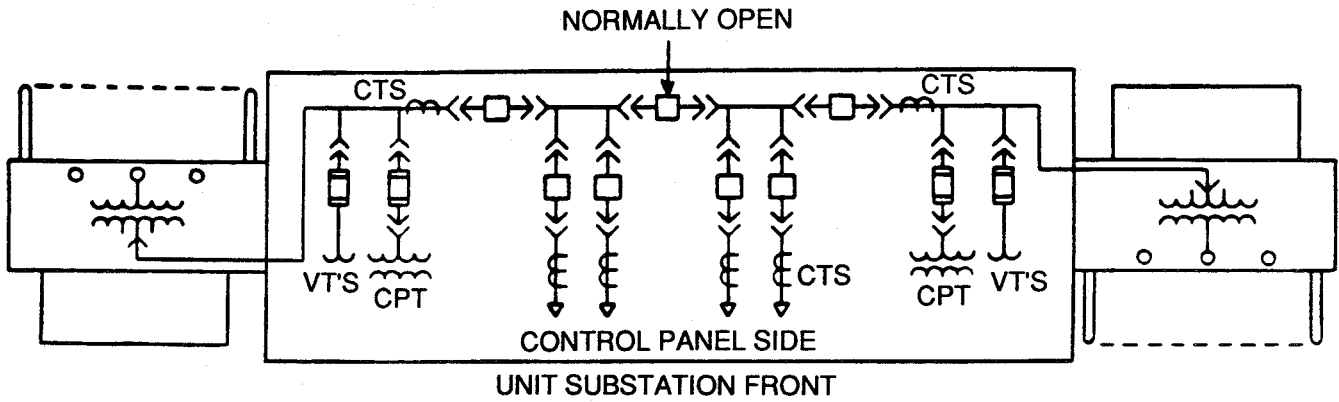 NORMALLY OPEN
CTS
CTS
VT'S
CPT
CTS
CPT
VT'S
CONTROL PANEL SIDE
UNIT SUBSTATION FRONT